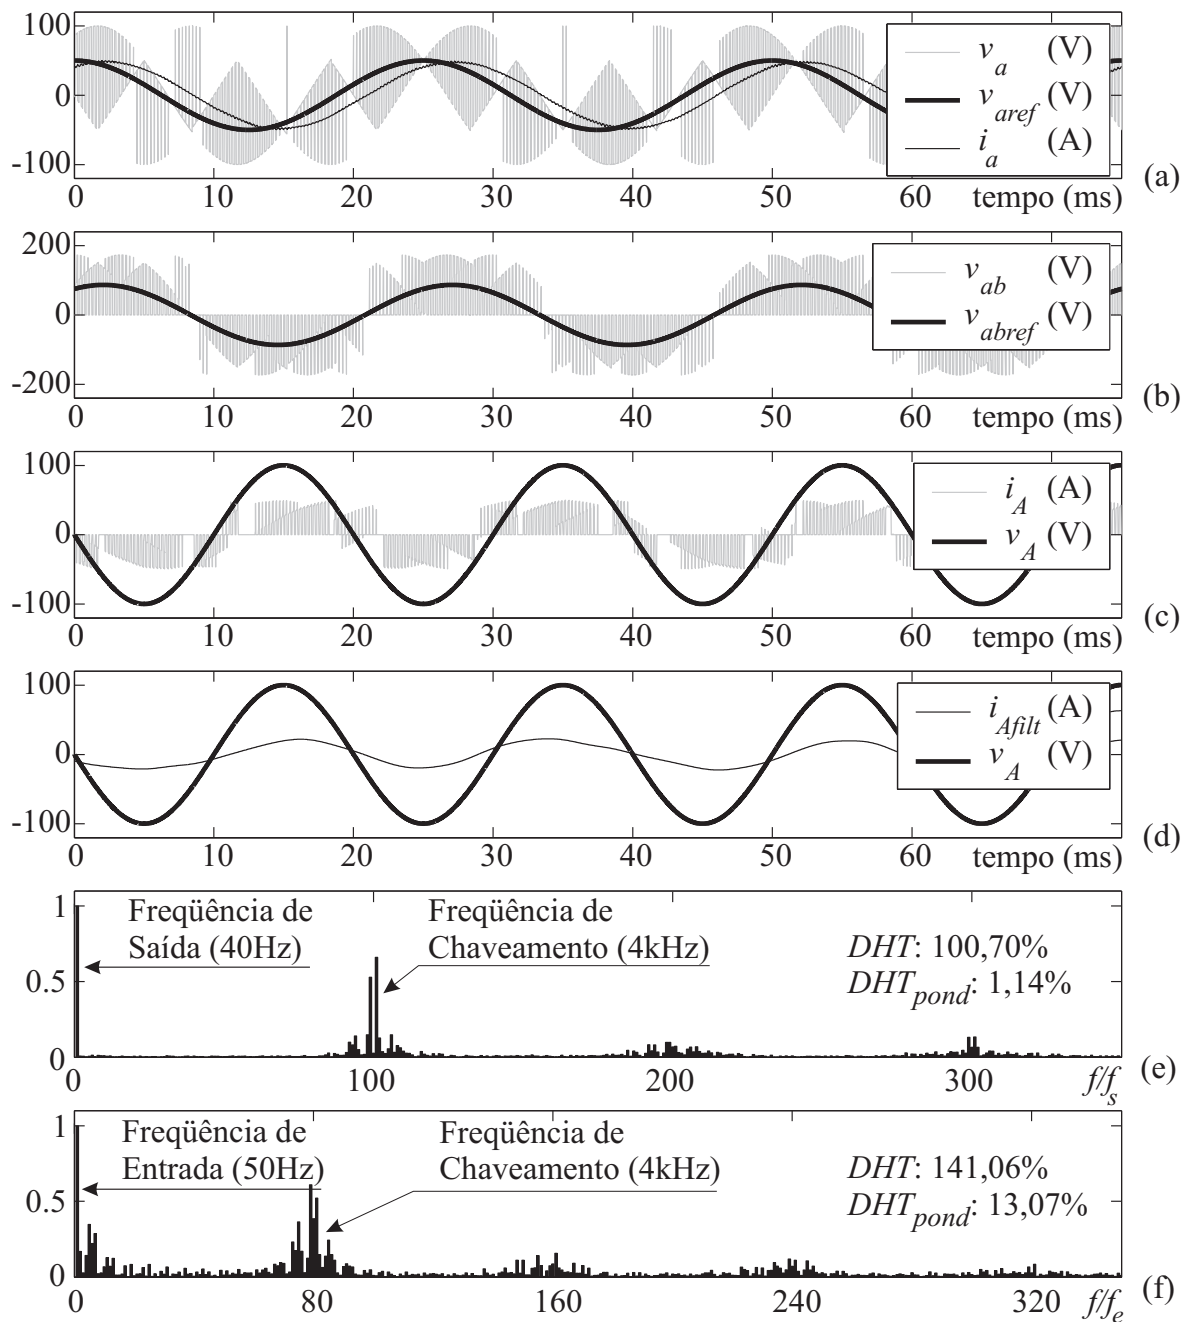 100
0
-100
0
10
20
30
40
50
60
tempo (ms)
v_a (V)
v_aref (V)
i_a (A)
(a)
200
0
-200
0
10
20
30
40
50
60
tempo (ms)
v_ab (V)
v_abref (V)
(b)
100
0
-100
0
10
20
30
40
50
60
tempo (ms)
i_A (A)
v_A (V)
(c)
100
0
-100
0
10
20
30
40
50
60
tempo (ms)
i_Afilt (A)
v_A (V)
(d)
1
0.5
0
Freqüência de
Saída (40Hz)
Freqüência de
Chaveamento (4kHz)
DHT: 100,70%
DHT_pond: 1,14%
0
100
200
300
f/f_s
(e)
1
0.5
0
Freqüência de
Entrada (50Hz)
Freqüência de
Chaveamento (4kHz)
DHT: 141,06%
DHT_pond: 13,07%
0
80
160
240
320
f/f_e
(f)